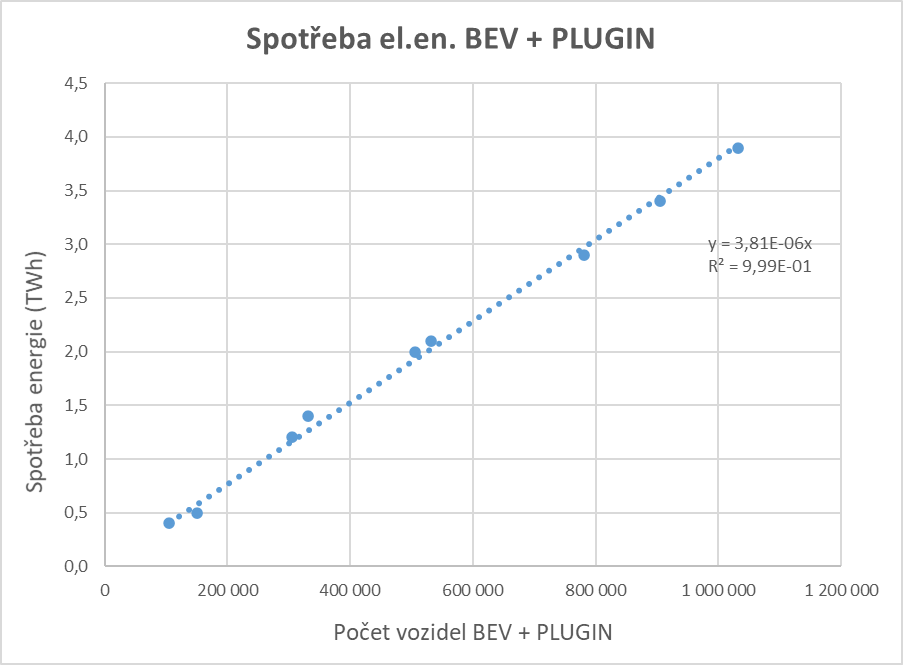 Spotřeba el.en. BEV + PLUGIN
4,5
4,0
3,5
3,0
2,5
2,0
1,5
1,0
0,5
0,0
Spotřeba energie (TWh)
y = 3,81E-06x
R² = 9,99E-01
0
200 000
400 000
600 000
800 000
1 000 000
1 200 000
Počet vozidel BEV + PLUGIN